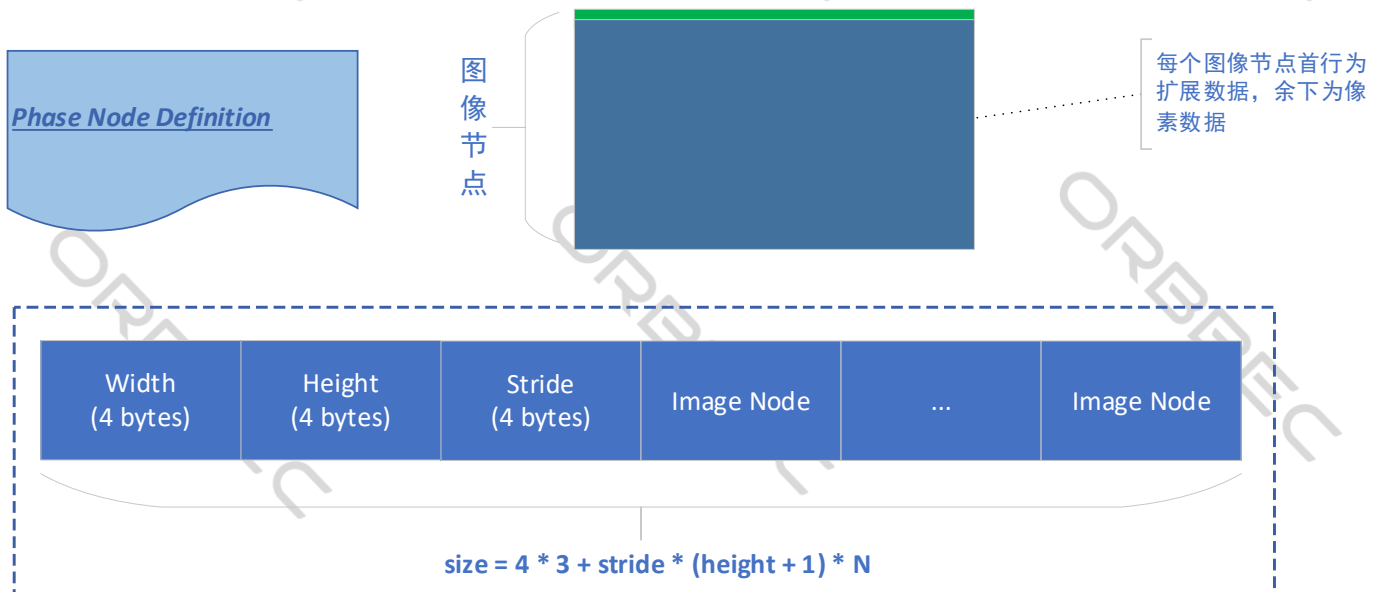 Phase Node Definition
图
像
节
点
每个图像节点首行为
扩展数据，余下为像
素数据
Width
(4 bytes)
Height
(4 bytes)
Stride
(4 bytes)
Image Node
...
Image Node
size = 4 * 3 + stride * (height + 1) * N
ORBBEC
ORBBEC
ORBBEC